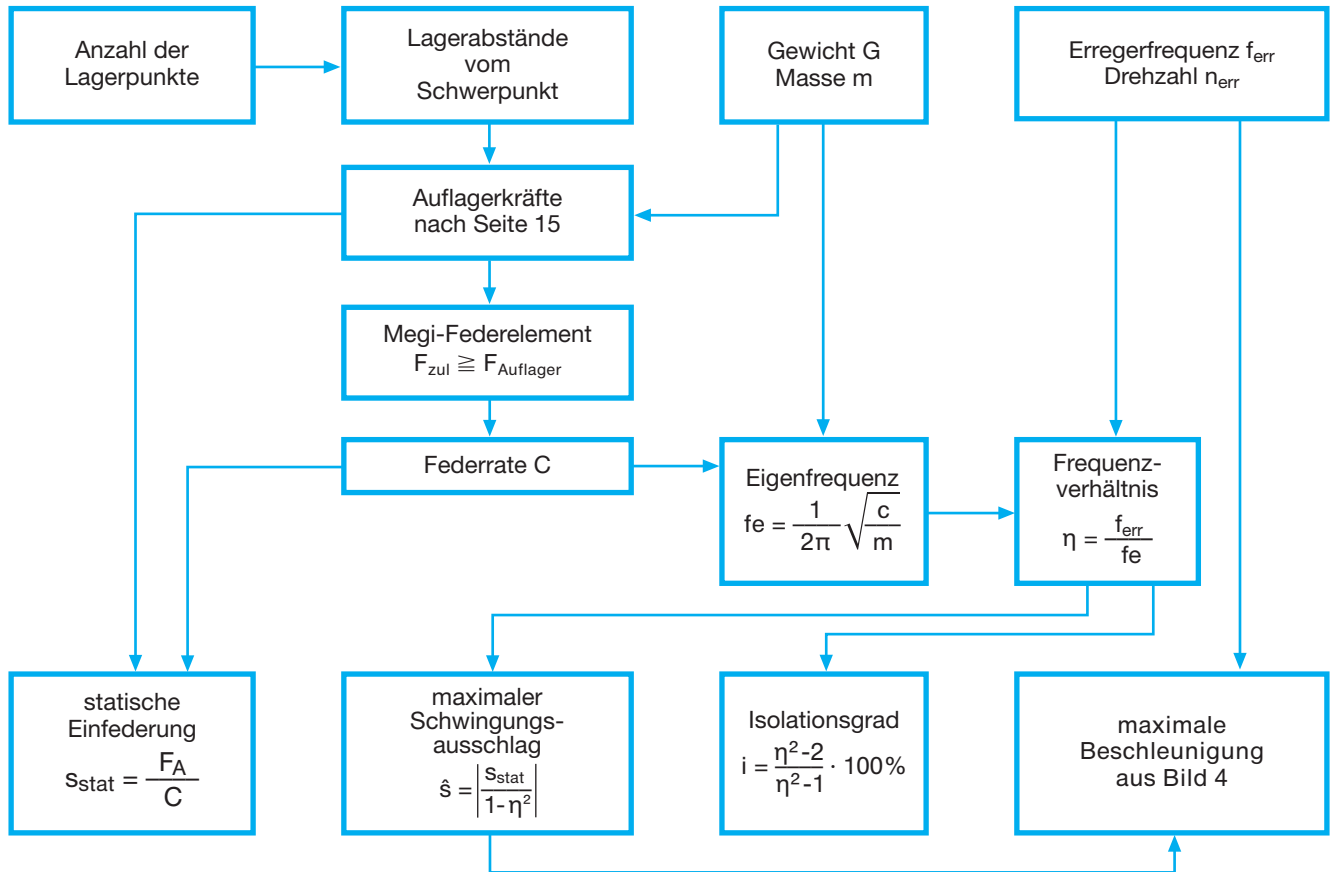 Anzahl der
Lagerpunkte
Lagerabstände
vom
Schwerpunkt
Gewicht G
Masse m
Erregerfrequenz f_err
Drehzahl n_err
Auflagerkräfte
nach Seite 15
Megi-Federelement
F_zul ≧ F_Auflager
Federrate C
Eigenfrequenz
fe = 1/2π √(c/m)
Frequenz-
verhältnis
η = f_err/fe
statische
Einfederung
s_stat = F_A/C
maximaler
Schwingungs-
ausschlag
ŝ = |s_stat/(1-η²)|
Isolationsgrad
i = (η²-2)/(η²-1) · 100%
maximale
Beschleunigung
aus Bild 4